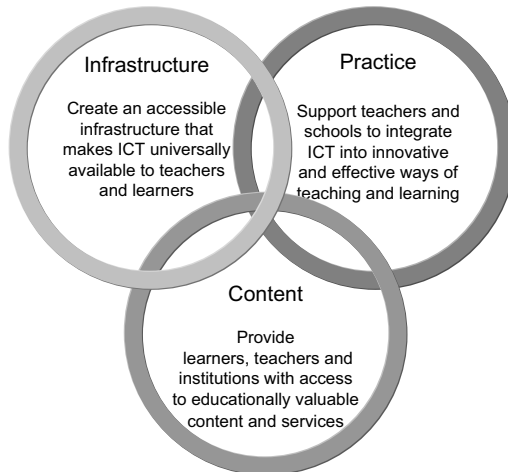 Infrastructure
Create an accessible
infrastructure that
makes ICT universally
available to teachers
and learners
Practice
Support teachers and
schools to integrate
ICT into innovative
and effective ways of
teaching and learning
Content
Provide
learners, teachers and
institutions with access
to educationally valuable
content and services